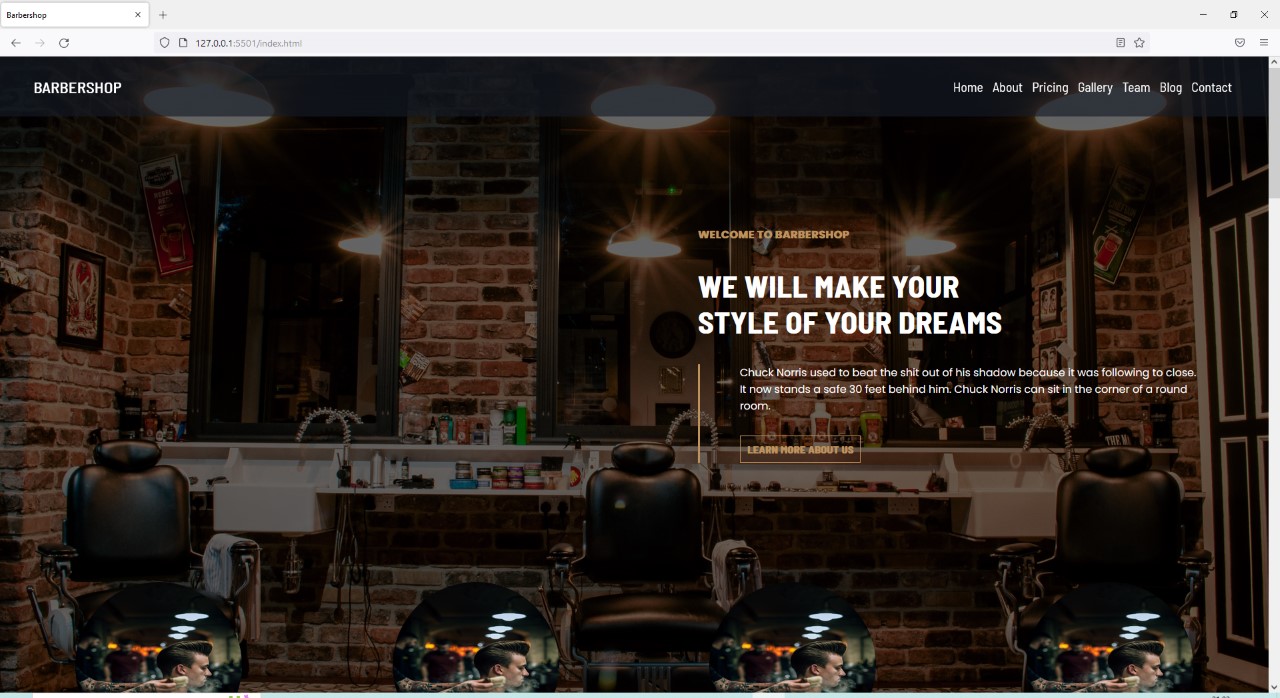 Barbershop
127.0.0.1:5501/index.html
BARBERSHOP
Home About Pricing Gallery Team Blog Contact
WELCOME TO BARBERSHOP
WE WILL MAKE YOUR
STYLE OF YOUR DREAMS
Chuck Norris used to beat the shit out of his shadow because it was following to close.
It now stands a safe 30 feet behind him. Chuck Norris can sit in the corner of a round
room.
LEARN MORE ABOUT US